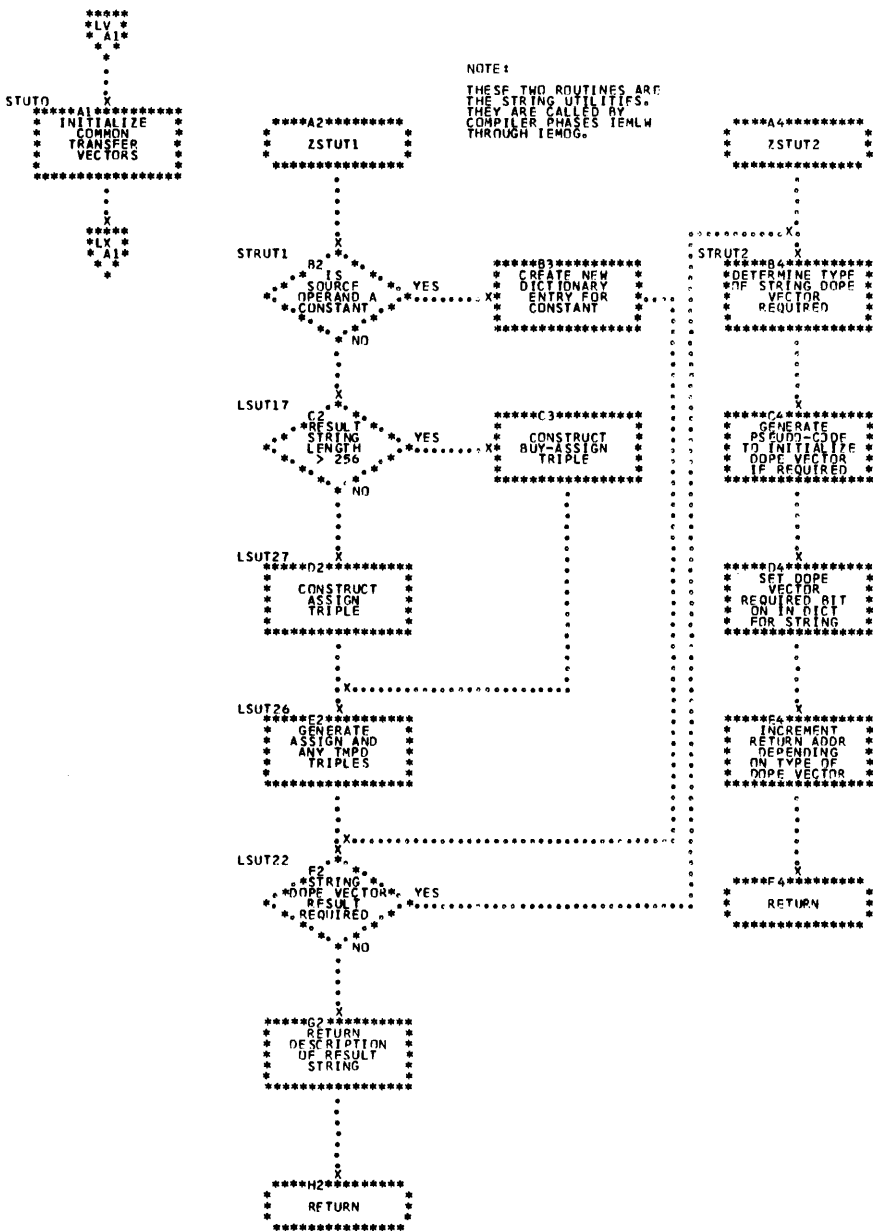 LV
A1
STUT0
A1
INITIALIZE
COMMON
TRANSFER
VECTORS
LX
A1
NOTE:
THESE TWO ROUTINES ARE
THE STRING UTILITIES.
THEY ARE CALLED BY
COMPILER PHASES IEMLW
THROUGH IEMOG.
A2
ZSTUT1
STRUT1
B2
IS
SOURCE
OPERAND A
CONSTANT
YES
NO
B3
CREATE NEW
DICTIONARY
ENTRY FOR
CONSTANT
LSUT17
C2
RESULT
STRING
LENGTH
> 256
YES
NO
C3
CONSTRUCT
BUY-ASSIGN
TRIPLE
LSUT27
D2
CONSTRUCT
ASSIGN
TRIPLE
LSUT26
E2
GENERATE
ASSIGN AND
ANY TMPD
TRIPLES
LSUT22
F2
STRING
DOPE VECTOR
RESULT
REQUIRED
YES
NO
G2
RETURN
DESCRIPTION
OF RESULT
STRING
H2
RETURN
A4
ZSTUT2
STRUT2
B4
DETERMINE TYPE
OF STRING DOPE
VECTOR
REQUIRED
C4
GENERATE
PSEUDO-CODE
TO INITIALIZE
DOPE VECTOR
IF REQUIRED
D4
SET DOPE
VECTOR
REQUIRED BIT
ON IN DICT
FOR STRING
E4
INCREMENT
RETURN ADDR
DEPENDING
ON TYPE OF
DOPE VECTOR
F4
RETURN